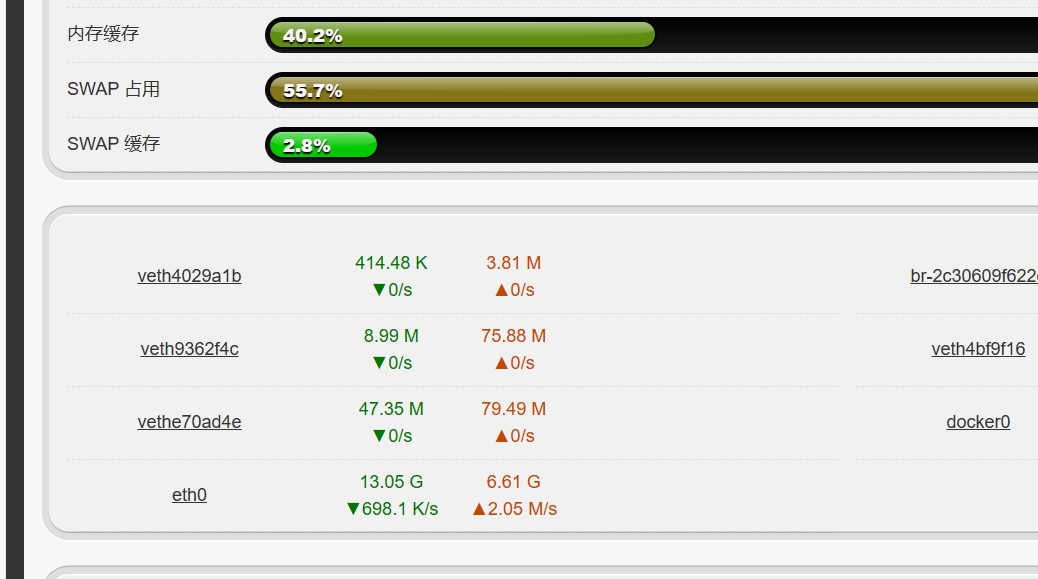 内存缓存 40.2%
SWAP 占用 55.7%
SWAP 缓存 2.8%
veth4029a1b 414.48 K 3.81 M br-2c30609f622
▼0/s ▲0/s
veth9362f4c 8.99 M 75.88 M veth4bf9f16
▼0/s ▲0/s
vethe70ad4e 47.35 M 79.49 M docker0
▼0/s ▲0/s
eth0 13.05 G 6.61 G
▼698.1 K/s ▲2.05 M/s